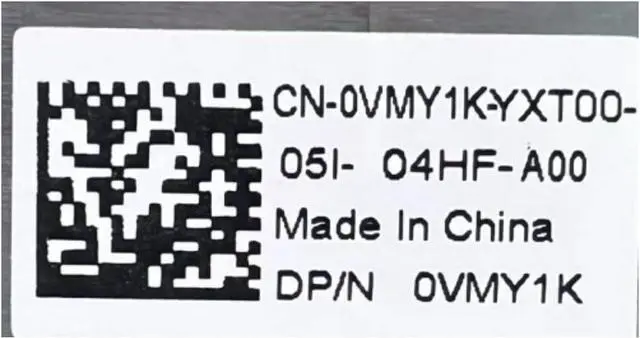 CN-0VMY1K-YXT00-
05I- 04HF-A00
Made In China
DP/N 0VMY1K